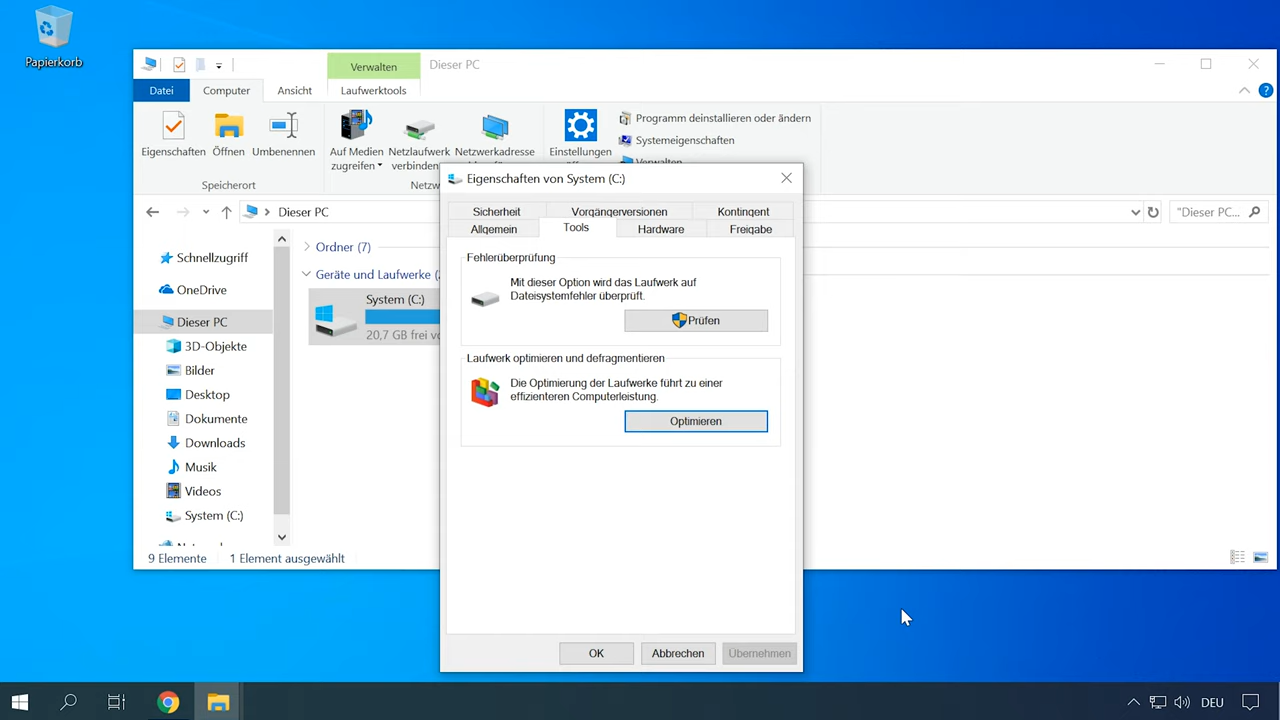 Papierkorb
Verwalten
Dieser PC
Datei
Computer
Ansicht
Laufwerktools
Eigenschaften
Öffnen
Umbenennen
Auf Medien
zugreifen
Netzlaufwerk
verbinden
Netzwerkadresse
Einstellungen
Programm deinstallieren oder ändern
Systemeigenschaften
Verwalten
Speicherort
Netzw
Eigenschaften von System (C:)
Dieser PC
"Dieser PC...
Sicherheit
Vorgängerversionen
Kontingent
Allgemein
Tools
Hardware
Freigabe
Schnellzugriff
OneDrive
Dieser PC
3D-Objekte
Bilder
Desktop
Dokumente
Downloads
Musik
Videos
System (C:)
Ordner (7)
Geräte und Laufwerke (
System (C:)
20,7 GB frei vo
Fehlerüberprüfung
Mit dieser Option wird das Laufwerk auf
Dateisystemfehler überprüft.
Prüfen
Laufwerk optimieren und defragmentieren
Die Optimierung der Laufwerke führt zu einer
effizienteren Computerleistung.
Optimieren
9 Elemente
1 Element ausgewählt
OK
Abbrechen
Übernehmen
DEU